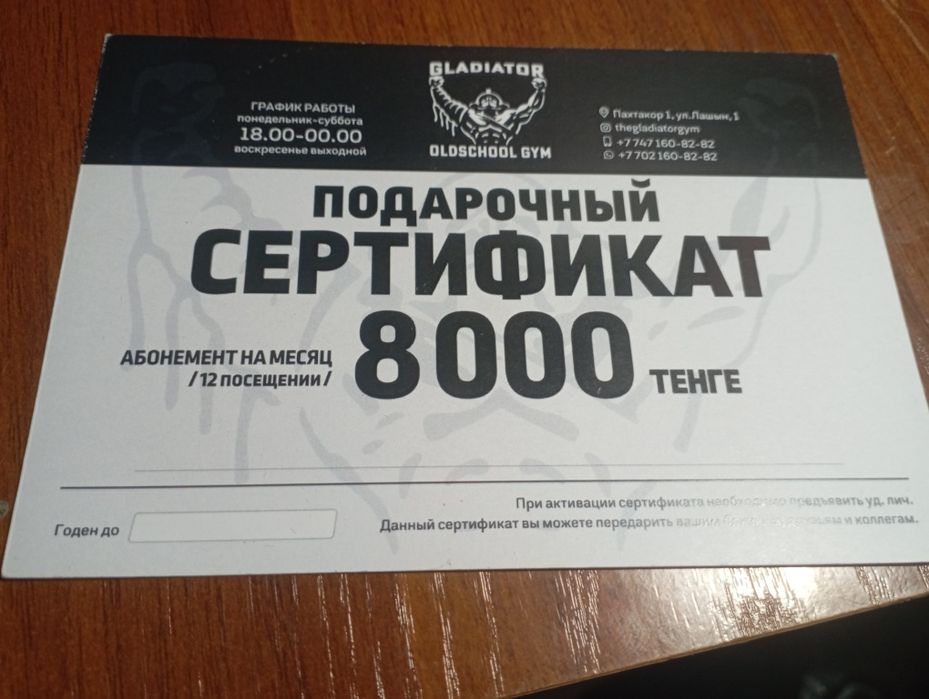 ГРАФИК РАБОТЫ
понедельник-суббота
18.00-00.00
воскресенье выходной
GLADIATOR
OLDSCHOOL GYM
Пахтакор 1, ул.Лашын, 1
thegladiatorgym
+7 747 160-82-82
+7 702 160-82-82
ПОДАРОЧНЫЙ
СЕРТИФИКАТ
АБОНЕМЕНТ НА МЕСЯЦ
/12 посещении/
8 000 ТЕНГЕ
При активации сертификата необходимо предъявить уд. лич.
Годен до
Данный сертификат вы можете передарить вашим и коллегам.